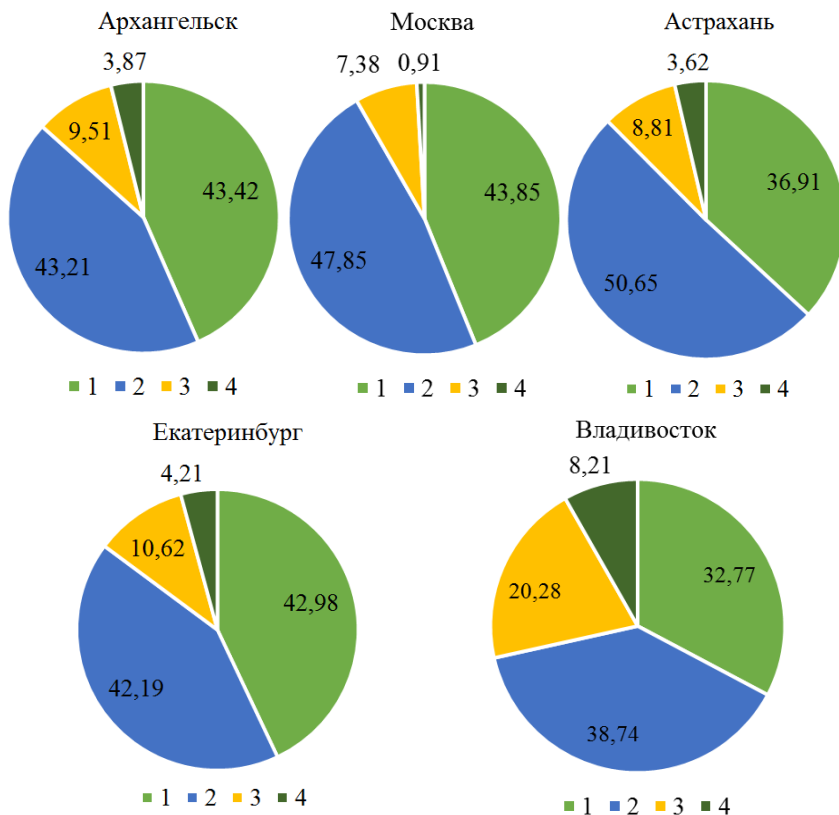 Архангельск
3,87
9,51
43,42
43,21
1 2 3 4
Москва
7,38 0,91
43,85
47,85
1 2 3 4
Астрахань
3,62
8,81
36,91
50,65
1 2 3 4
Екатеринбург
4,21
10,62
42,98
42,19
1 2 3 4
Владивосток
8,21
32,77
20,28
38,74
1 2 3 4